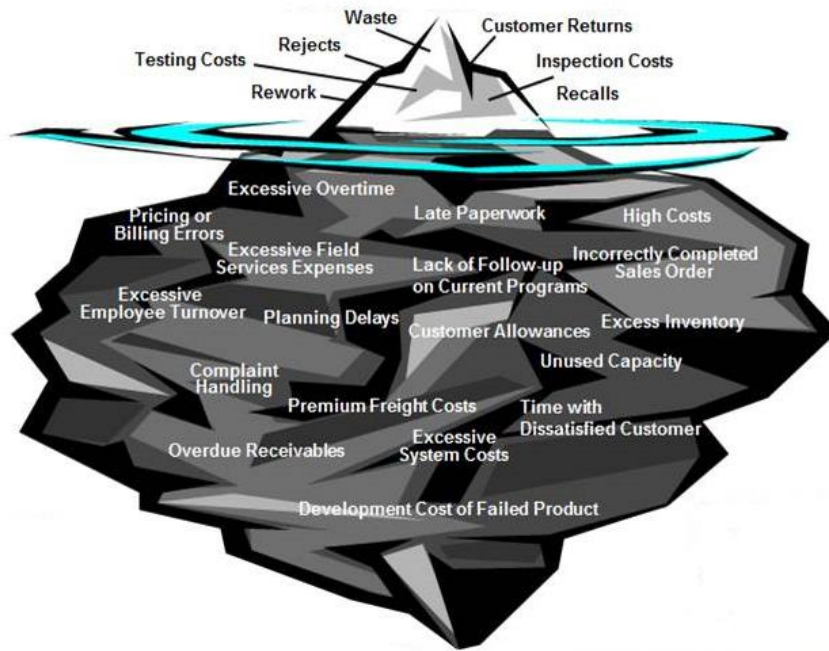 Waste
Customer Returns
Rejects
Testing Costs
Inspection Costs
Rework
Recalls
Excessive Overtime
Late Paperwork
High Costs
Pricing or
Billing Errors
Excessive Field
Services Expenses
Lack of Follow-up
on Current Programs
Incorrectly Completed
Sales Order
Excessive
Employee Turnover
Planning Delays
Customer Allowances
Excess Inventory
Unused Capacity
Complaint
Handling
Premium Freight Costs
Time with
Dissatisfied Customer
Overdue Receivables
Excessive
System Costs
Development Cost of Failed Product